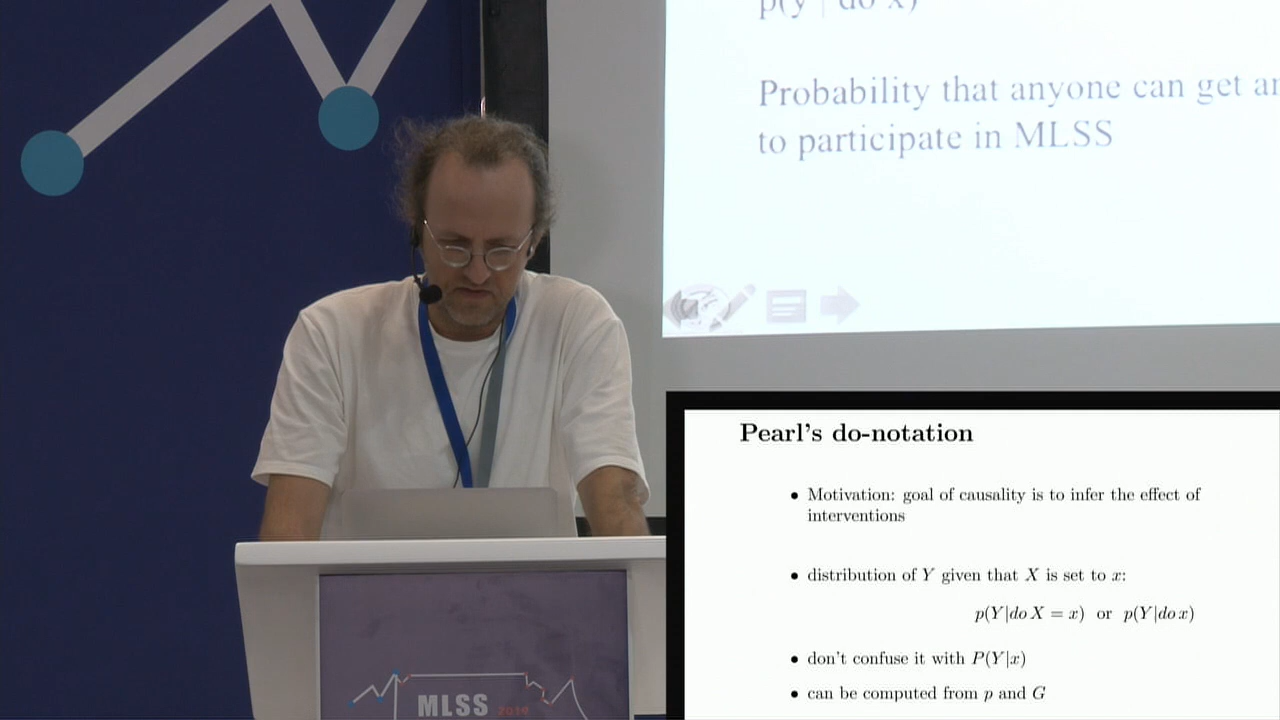 p(y | do x)
Probability that anyone can get
to participate in MLSS
Pearl's do-notation
• Motivation: goal of causality is to infer the effect of
interventions
• distribution of Y given that X is set to x:
p(Y|do X = x) or p(Y|do x)
• don't confuse it with P(Y|x)
• can be computed from p and G
MLSS 2019